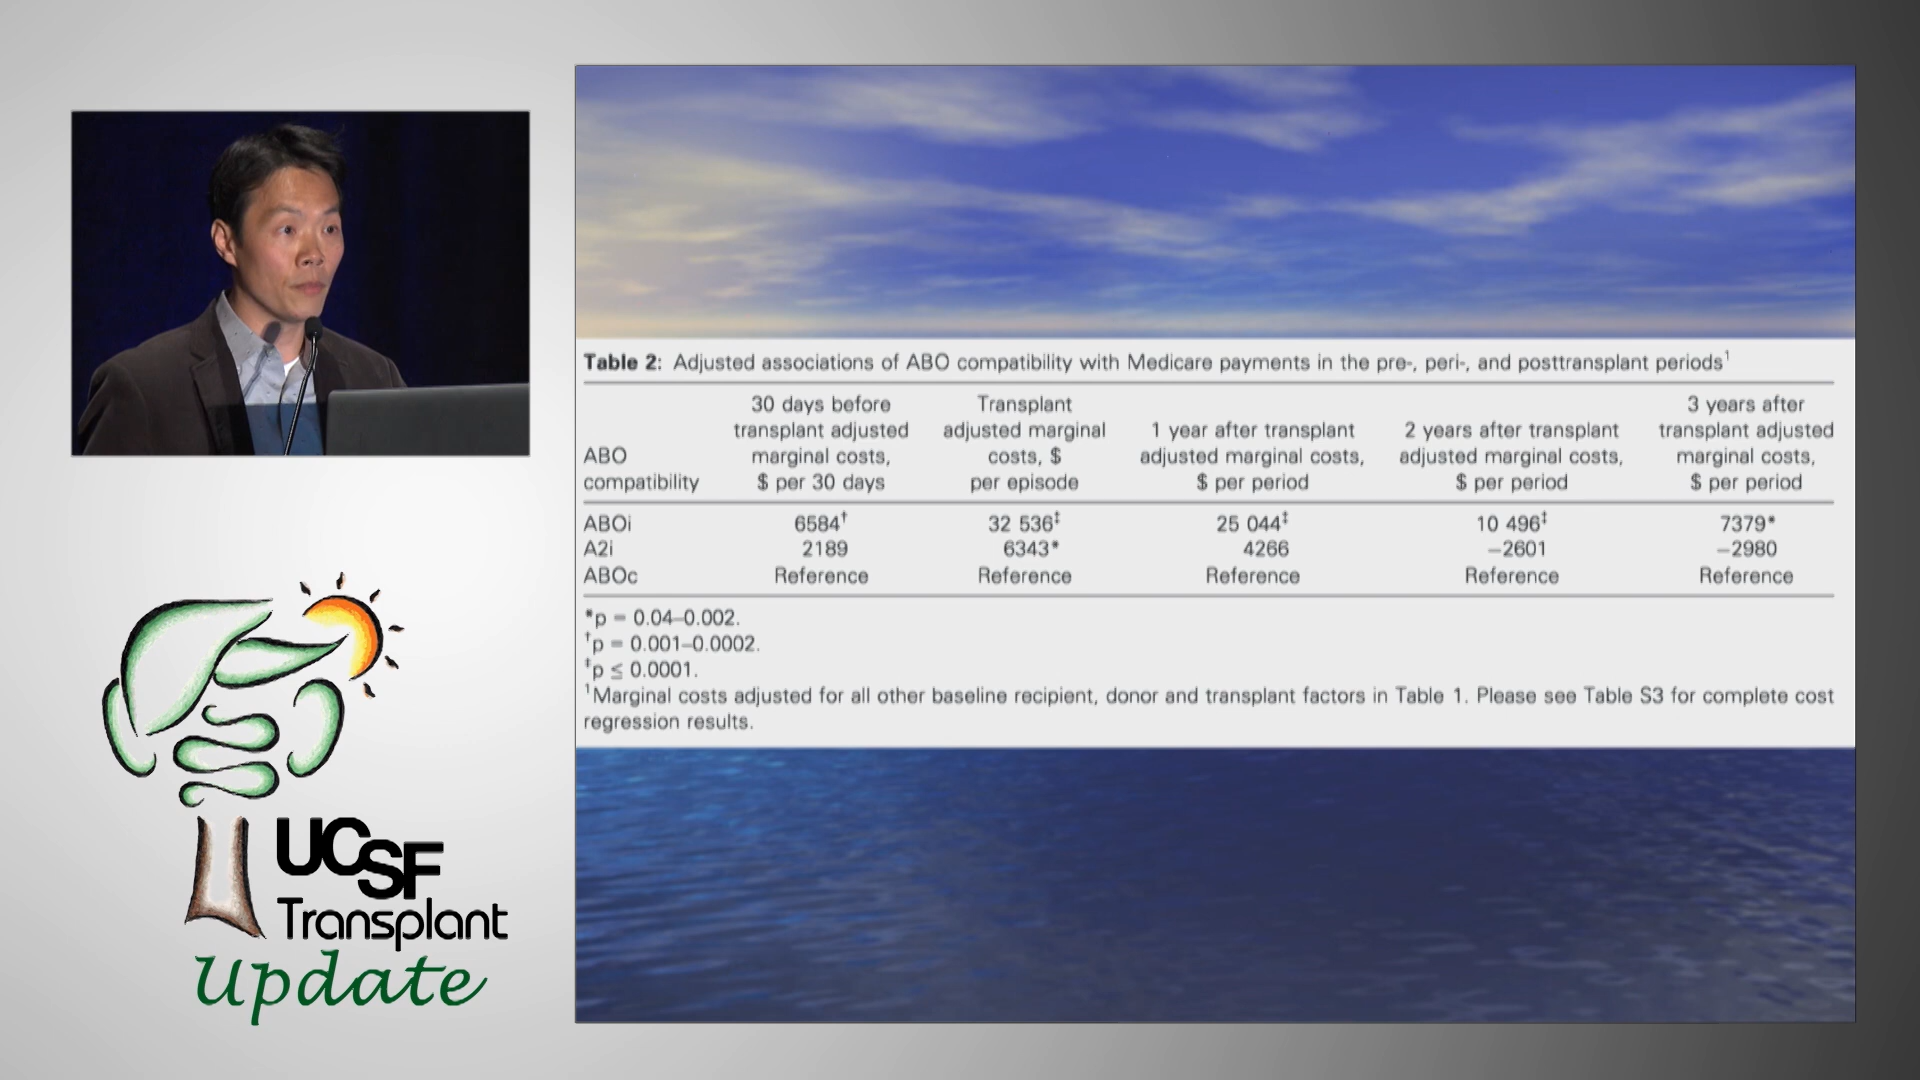 Table 2: Adjusted associations of ABO compatibility with Medicare payments in the pre-, peri-, and posttransplant periods¹
ABO compatibility
30 days before transplant adjusted marginal costs, $ per 30 days
Transplant adjusted marginal costs, $ per episode
1 year after transplant adjusted marginal costs, $ per period
2 years after transplant adjusted marginal costs, $ per period
3 years after transplant adjusted marginal costs, $ per period
ABOi 6584† 32 536‡ 25 044‡ 10 496‡ 7379*
A2i 2189 6343* 4266 −2601 −2980
ABOc Reference Reference Reference Reference Reference
*p = 0.04–0.002.
†p = 0.001–0.0002.
‡p ≤ 0.0001.
¹Marginal costs adjusted for all other baseline recipient, donor and transplant factors in Table 1. Please see Table S3 for complete cost
regression results.
UCSF
Transplant
Update